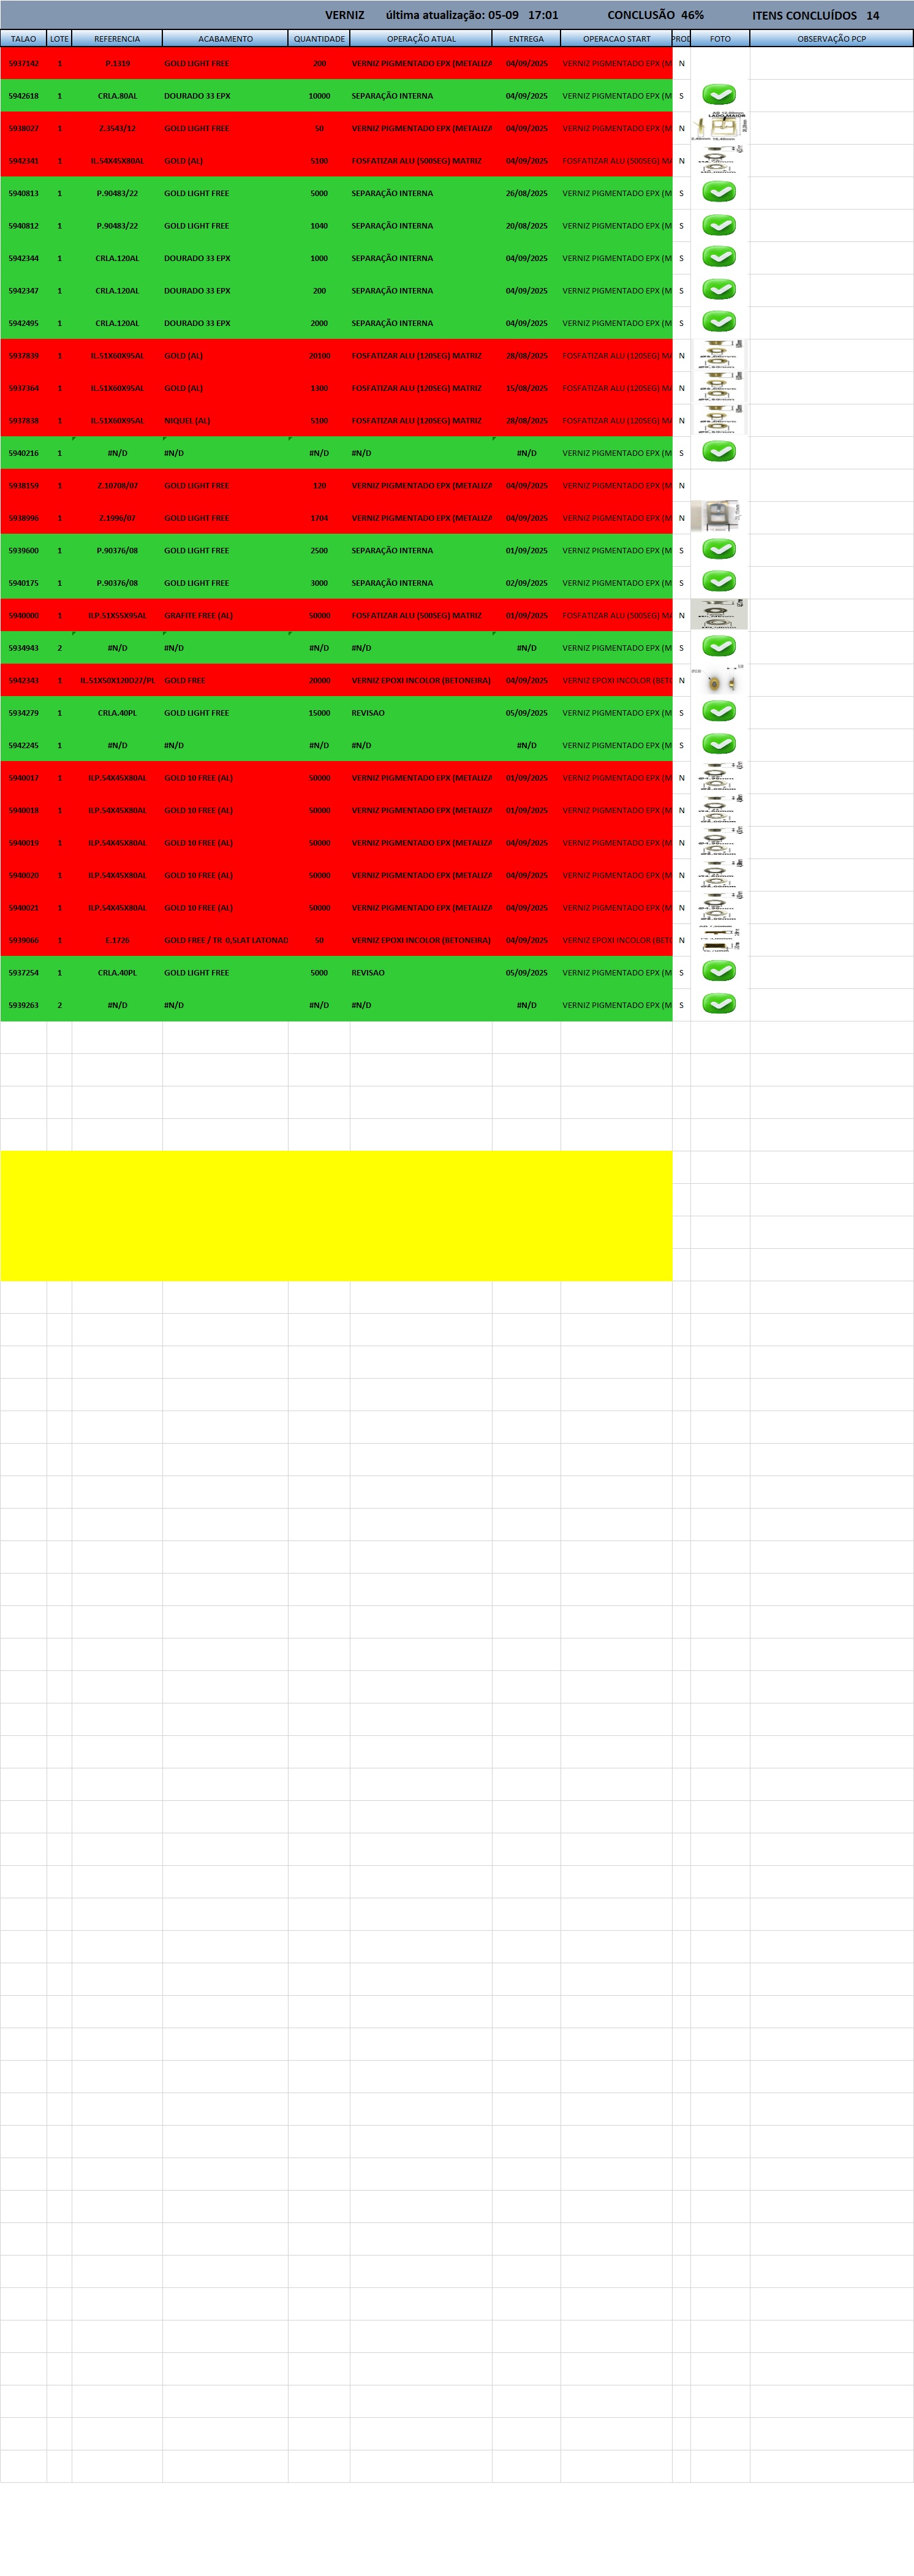 VERNIZ última atualização: 05-09 17:01 CONCLUSÃO 46% ITENS CONCLUÍDOS 14
TALAO LOTE REFERENCIA ACABAMENTO QUANTIDADE OPERAÇÃO ATUAL ENTREGA OPERACAO START PROD FOTO OBSERVAÇÃO PCP
5937142 1 P.1319 GOLD LIGHT FREE 200 VERNIZ PIGMENTADO EPX (METALIZA 04/09/2025 VERNIZ PIGMENTADO EPX (M N
5942618 1 CRLA.80AL DOURADO 33 EPX 10000 SEPARAÇÃO INTERNA 04/09/2025 VERNIZ PIGMENTADO EPX (M S
5938027 1 Z.3543/12 GOLD LIGHT FREE 50 VERNIZ PIGMENTADO EPX (METALIZA 04/09/2025 VERNIZ PIGMENTADO EPX (M N LADO MAIOR
5942341 1 IL.54X45X80AL GOLD (AL) 5100 FOSFATIZAR ALU (500SEG) MATRIZ 04/09/2025 FOSFATIZAR ALU (500SEG) MA N
5940813 1 P.90483/22 GOLD LIGHT FREE 5000 SEPARAÇÃO INTERNA 26/08/2025 VERNIZ PIGMENTADO EPX (M S
5940812 1 P.90483/22 GOLD LIGHT FREE 1040 SEPARAÇÃO INTERNA 20/08/2025 VERNIZ PIGMENTADO EPX (M S
5942344 1 CRLA.120AL DOURADO 33 EPX 1000 SEPARAÇÃO INTERNA 04/09/2025 VERNIZ PIGMENTADO EPX (M S
5942347 1 CRLA.120AL DOURADO 33 EPX 200 SEPARAÇÃO INTERNA 04/09/2025 VERNIZ PIGMENTADO EPX (M S
5942495 1 CRLA.120AL DOURADO 33 EPX 2000 SEPARAÇÃO INTERNA 04/09/2025 VERNIZ PIGMENTADO EPX (M S
5937839 1 IL.51X60X95AL GOLD (AL) 20100 FOSFATIZAR ALU (120SEG) MATRIZ 28/08/2025 FOSFATIZAR ALU (120SEG) MA N
5937364 1 IL.51X60X95AL GOLD (AL) 1300 FOSFATIZAR ALU (120SEG) MATRIZ 15/08/2025 FOSFATIZAR ALU (120SEG) MA N
5937838 1 IL.51X60X95AL NIQUEL (AL) 5100 FOSFATIZAR ALU (120SEG) MATRIZ 28/08/2025 FOSFATIZAR ALU (120SEG) MA N
5940216 1 #N/D #N/D #N/D #N/D #N/D VERNIZ PIGMENTADO EPX (M S
5938159 1 Z.10708/07 GOLD LIGHT FREE 120 VERNIZ PIGMENTADO EPX (METALIZA 04/09/2025 VERNIZ PIGMENTADO EPX (M N
5938996 1 Z.1996/07 GOLD LIGHT FREE 1704 VERNIZ PIGMENTADO EPX (METALIZA 04/09/2025 VERNIZ PIGMENTADO EPX (M N
5939600 1 P.90376/08 GOLD LIGHT FREE 2500 SEPARAÇÃO INTERNA 01/09/2025 VERNIZ PIGMENTADO EPX (M S
5940175 1 P.90376/08 GOLD LIGHT FREE 3000 SEPARAÇÃO INTERNA 02/09/2025 VERNIZ PIGMENTADO EPX (M S
5940000 1 ILP.51X55X95AL GRAFITE FREE (AL) 50000 FOSFATIZAR ALU (500SEG) MATRIZ 01/09/2025 FOSFATIZAR ALU (500SEG) MA N
5934943 2 #N/D #N/D #N/D #N/D #N/D VERNIZ PIGMENTADO EPX (M S
5942343 1 IL.51X50X120D27/PL GOLD FREE 20000 VERNIZ EPOXI INCOLOR (BETONEIRA) 04/09/2025 VERNIZ EPOXI INCOLOR (BETO N
5934279 1 CRLA.40PL GOLD LIGHT FREE 15000 REVISAO 05/09/2025 VERNIZ PIGMENTADO EPX (M S
5942245 1 #N/D #N/D #N/D #N/D #N/D VERNIZ PIGMENTADO EPX (M S
5940017 1 ILP.54X45X80AL GOLD 10 FREE (AL) 50000 VERNIZ PIGMENTADO EPX (METALIZA 01/09/2025 VERNIZ PIGMENTADO EPX (M N
5940018 1 ILP.54X45X80AL GOLD 10 FREE (AL) 50000 VERNIZ PIGMENTADO EPX (METALIZA 01/09/2025 VERNIZ PIGMENTADO EPX (M N
5940019 1 ILP.54X45X80AL GOLD 10 FREE (AL) 50000 VERNIZ PIGMENTADO EPX (METALIZA 04/09/2025 VERNIZ PIGMENTADO EPX (M N
5940020 1 ILP.54X45X80AL GOLD 10 FREE (AL) 50000 VERNIZ PIGMENTADO EPX (METALIZA 04/09/2025 VERNIZ PIGMENTADO EPX (M N
5940021 1 ILP.54X45X80AL GOLD 10 FREE (AL) 50000 VERNIZ PIGMENTADO EPX (METALIZA 04/09/2025 VERNIZ PIGMENTADO EPX (M N
5939066 1 E.1726 GOLD FREE / TR 0,5LAT LATONAD 50 VERNIZ EPOXI INCOLOR (BETONEIRA) 04/09/2025 VERNIZ EPOXI INCOLOR (BETO N
5937254 1 CRLA.40PL GOLD LIGHT FREE 5000 REVISAO 05/09/2025 VERNIZ PIGMENTADO EPX (M S
5939263 2 #N/D #N/D #N/D #N/D #N/D VERNIZ PIGMENTADO EPX (M S